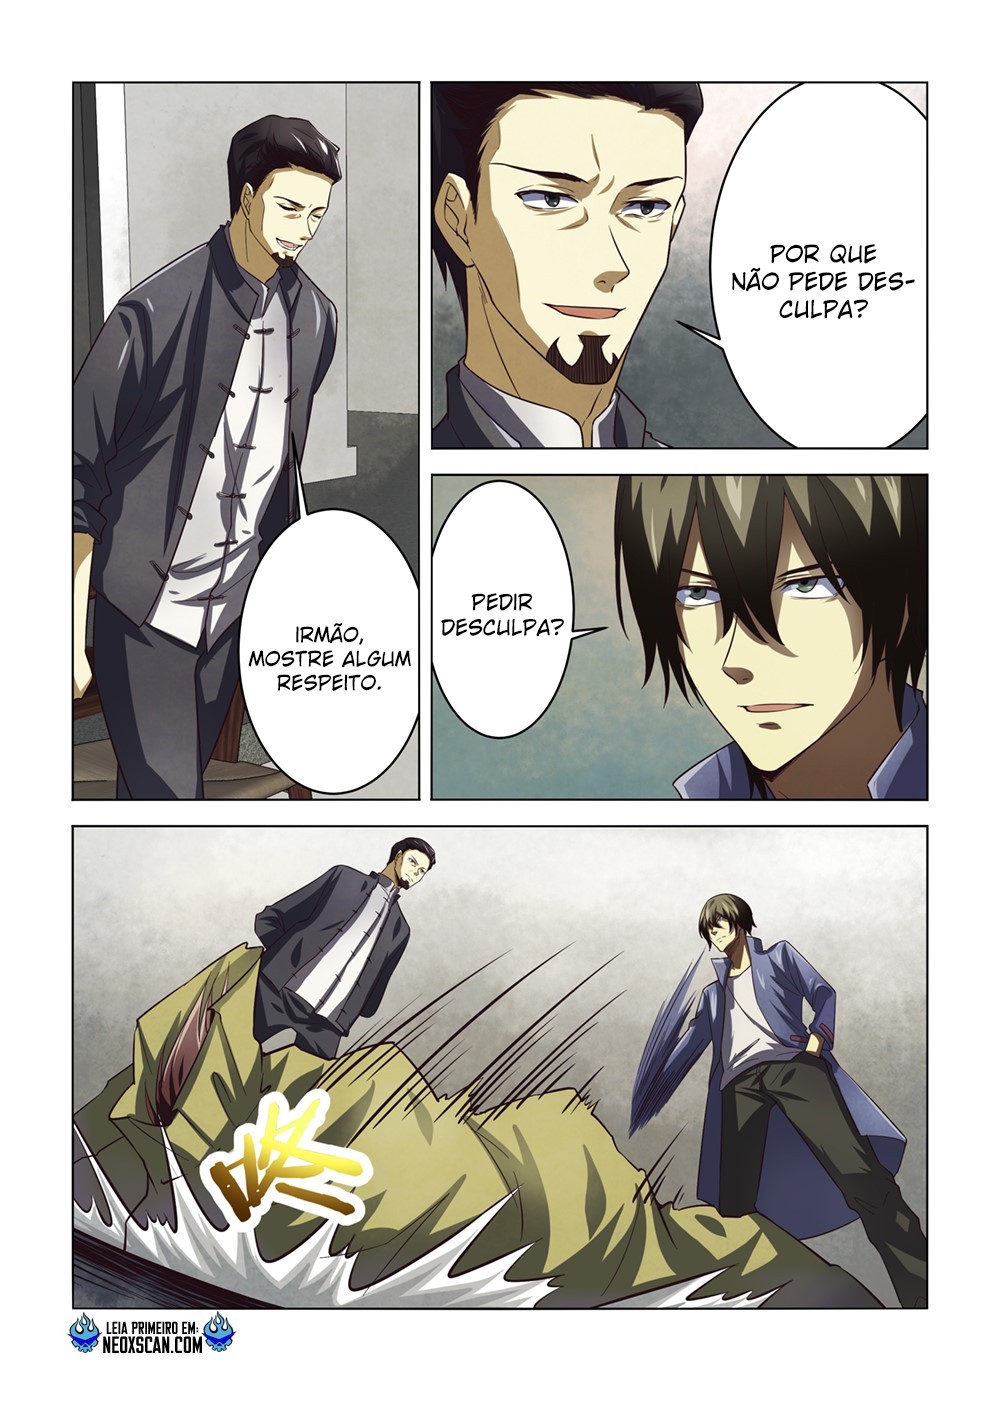 IRMÃO,
MOSTRE ALGUM
RESPEITO.
POR QUE
NÃO PEDE DES-
CULPA?
PEDIR
DESCULPA?
咚
LEIA PRIMEIRO EM:
NEOXSCAN.COM